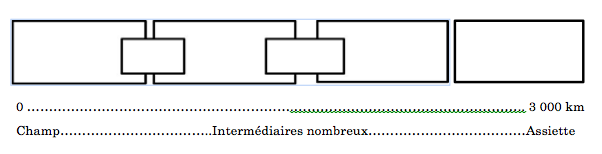 0 ……………………………………………………………………………………………… 3 000 km
Champ……………………………..Intermédiaires nombreux………………………………Assiette